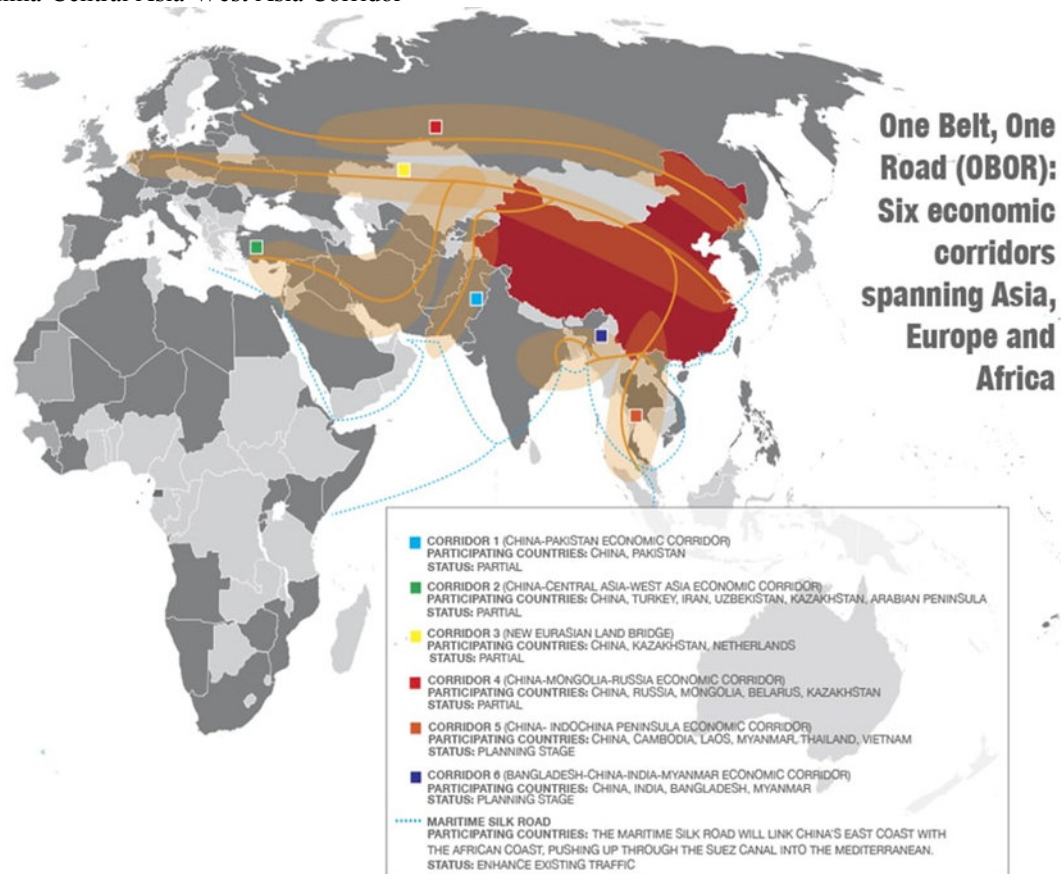 China-Central Asia-West Asia Corridor
One Belt, One
Road (OBOR):
Six economic
corridors
spanning Asia,
Europe and
Africa
CORRIDOR 1 (CHINA-PAKISTAN ECONOMIC CORRIDOR)
PARTICIPATING COUNTRIES: CHINA, PAKISTAN
STATUS: PARTIAL
CORRIDOR 2 (CHINA-CENTRAL ASIA-WEST ASIA ECONOMIC CORRIDOR)
PARTICIPATING COUNTRIES: CHINA, TURKEY, IRAN, UZBEKISTAN, KAZAKHSTAN, ARABIAN PENINSULA
STATUS: PARTIAL
CORRIDOR 3 (NEW EURASIAN LAND BRIDGE)
PARTICIPATING COUNTRIES: CHINA, KAZAKHSTAN, NETHERLANDS
STATUS: PARTIAL
CORRIDOR 4 (CHINA-MONGOLIA-RUSSIA ECONOMIC CORRIDOR)
PARTICIPATING COUNTRIES: CHINA, RUSSIA, MONGOLIA, BELARUS, KAZAKHSTAN
STATUS: PARTIAL
CORRIDOR 5 (CHINA- INDOCHINA PENINSULA ECONOMIC CORRIDOR)
PARTICIPATING COUNTRIES: CHINA, CAMBODIA, LAOS, MYANMAR, THAILAND, VIETNAM
STATUS: PLANNING STAGE
CORRIDOR 6 (BANGLADESH-CHINA-INDIA-MYANMAR ECONOMIC CORRIDOR)
PARTICIPATING COUNTRIES: CHINA, INDIA, BANGLADESH, MYANMAR
STATUS: PLANNING STAGE
MARITIME SILK ROAD
PARTICIPATING COUNTRIES: THE MARITIME SILK ROAD WILL LINK CHINA'S EAST COAST WITH
THE AFRICAN COAST, PUSHING UP THROUGH THE SUEZ CANAL INTO THE MEDITERRANEAN.
STATUS: ENHANCE EXISTING TRAFFIC